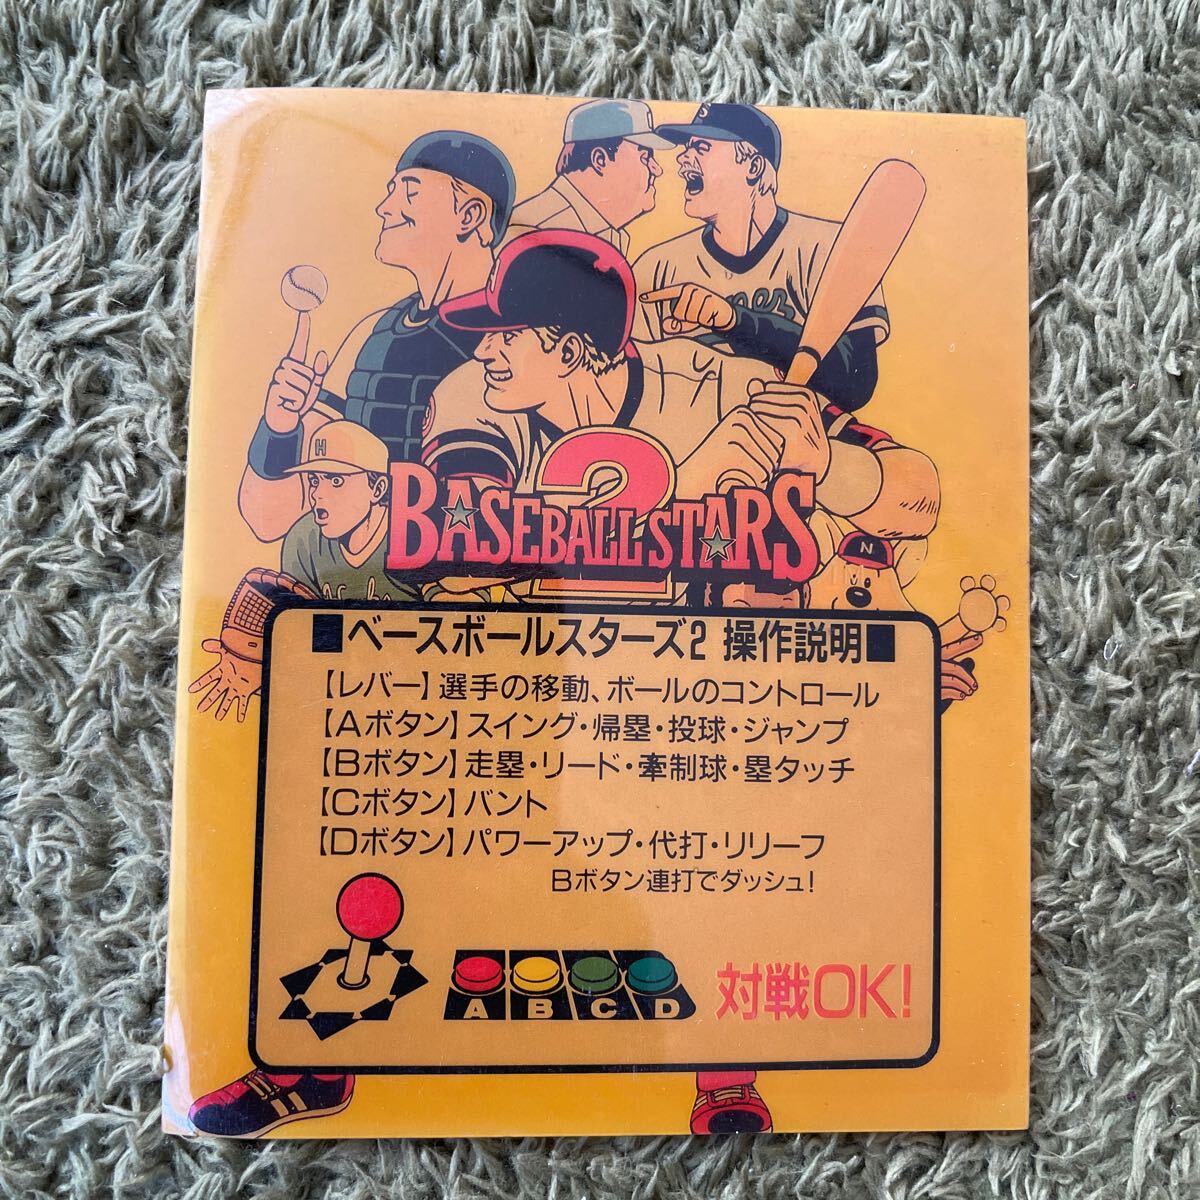 S
H
N
2
BASEBALL STARS
■ベースボールスターズ2 操作説明■
【レバー】選手の移動、ボールのコントロール
【Aボタン】スイング・帰塁・投球・ジャンプ
【Bボタン】走塁・リード・牽制球・塁タッチ
【Cボタン】バント
【Dボタン】パワーアップ・代打・リリーフ
Bボタン連打でダッシュ!
A B C D
対戦OK!